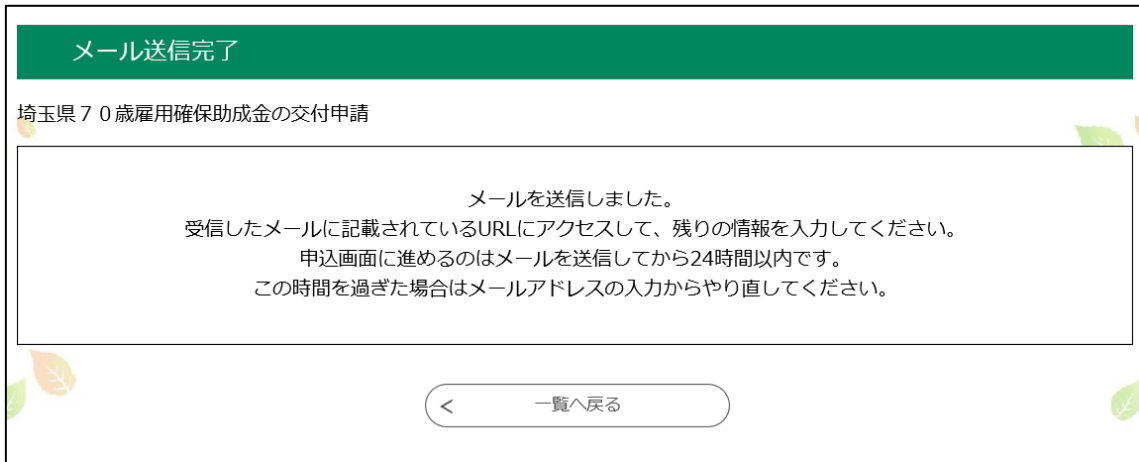 メール送信完了
埼玉県７０歳雇用確保助成金の交付申請
メールを送信しました。
受信したメールに記載されているURLにアクセスして、残りの情報を入力してください。
申込画面に進めるのはメールを送信してから24時間以内です。
この時間を過ぎた場合はメールアドレスの入力からやり直してください。
< 一覧へ戻る